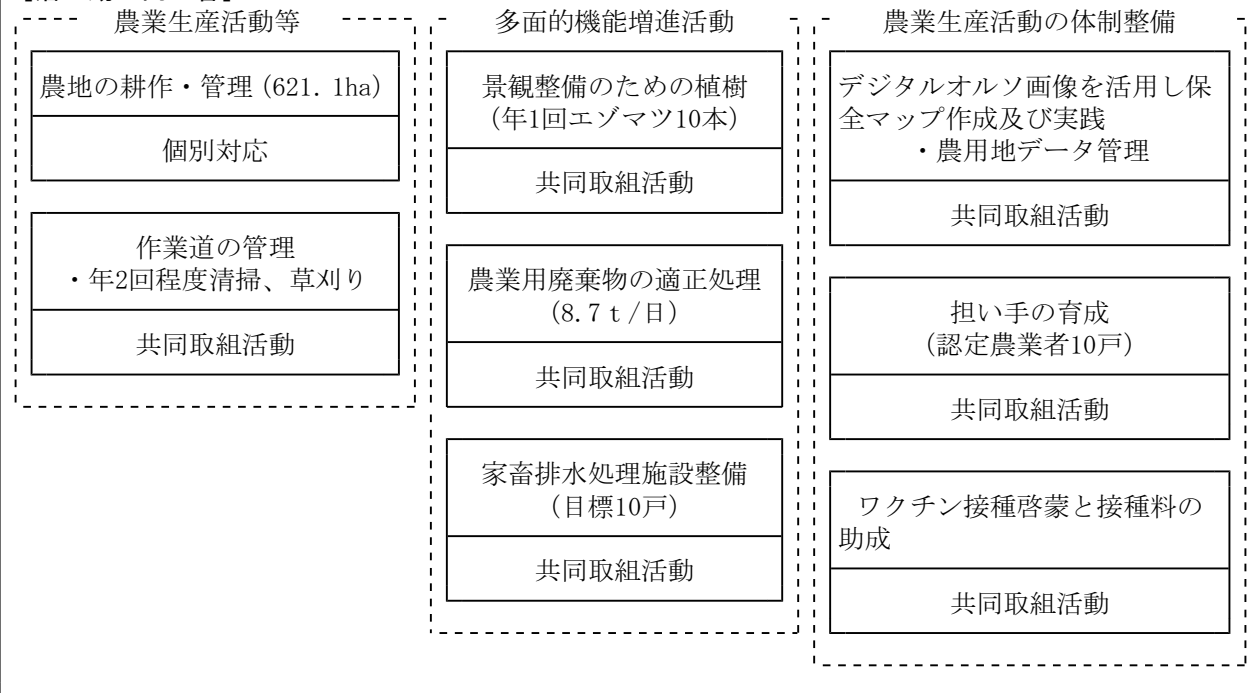 農業生産活動等
農地の耕作・管理(621.1ha)
個別対応
作業道の管理
・年2回程度清掃、草刈り
共同取組活動
多面的機能増進活動
景観整備のための植樹
(年1回エゾマツ10本)
共同取組活動
農業用廃棄物の適正処理
(8.7t/日)
共同取組活動
家畜排水処理施設整備
(目標10戸)
共同取組活動
農業生産活動の体制整備
デジタルオルソ画像を活用し保
全マップ作成及び実践
・農用地データ管理
共同取組活動
担い手の育成
(認定農業者10戸)
共同取組活動
ワクチン接種啓蒙と接種料の
助成
共同取組活動